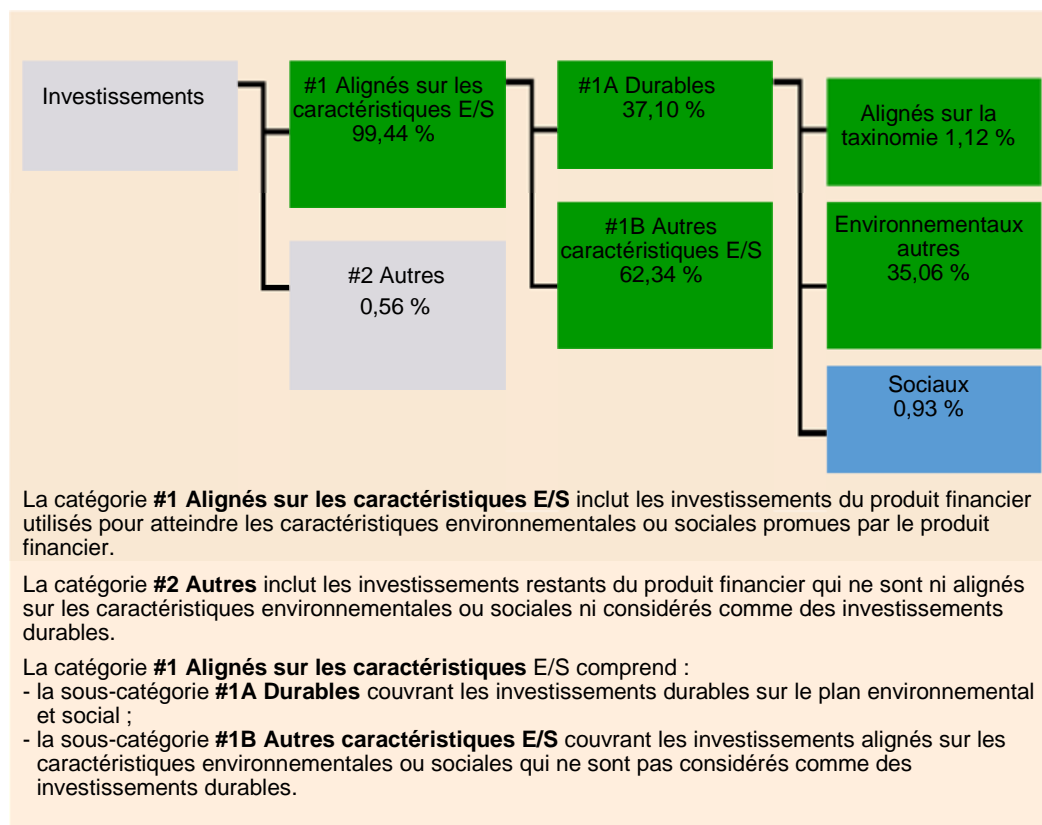 Investissements
#1 Alignés sur les
caractéristiques E/S
99,44 %
#2 Autres
0,56 %
#1A Durables
37,10 %
#1B Autres
caractéristiques E/S
62,34 %
Alignés sur la
taxinomie 1,12 %
Environnementaux
autres
35,06 %
Sociaux
0,93 %
La catégorie #1 Alignés sur les caractéristiques E/S inclut les investissements du produit financier
utilisés pour atteindre les caractéristiques environnementales ou sociales promues par le produit
financier.
La catégorie #2 Autres inclut les investissements restants du produit financier qui ne sont ni alignés
sur les caractéristiques environnementales ou sociales ni considérés comme des investissements
durables.
La catégorie #1 Alignés sur les caractéristiques E/S comprend :
- la sous-catégorie #1A Durables couvrant les investissements durables sur le plan environnemental
et social ;
- la sous-catégorie #1B Autres caractéristiques E/S couvrant les investissements alignés sur les
caractéristiques environnementales ou sociales qui ne sont pas considérés comme des
investissements durables.